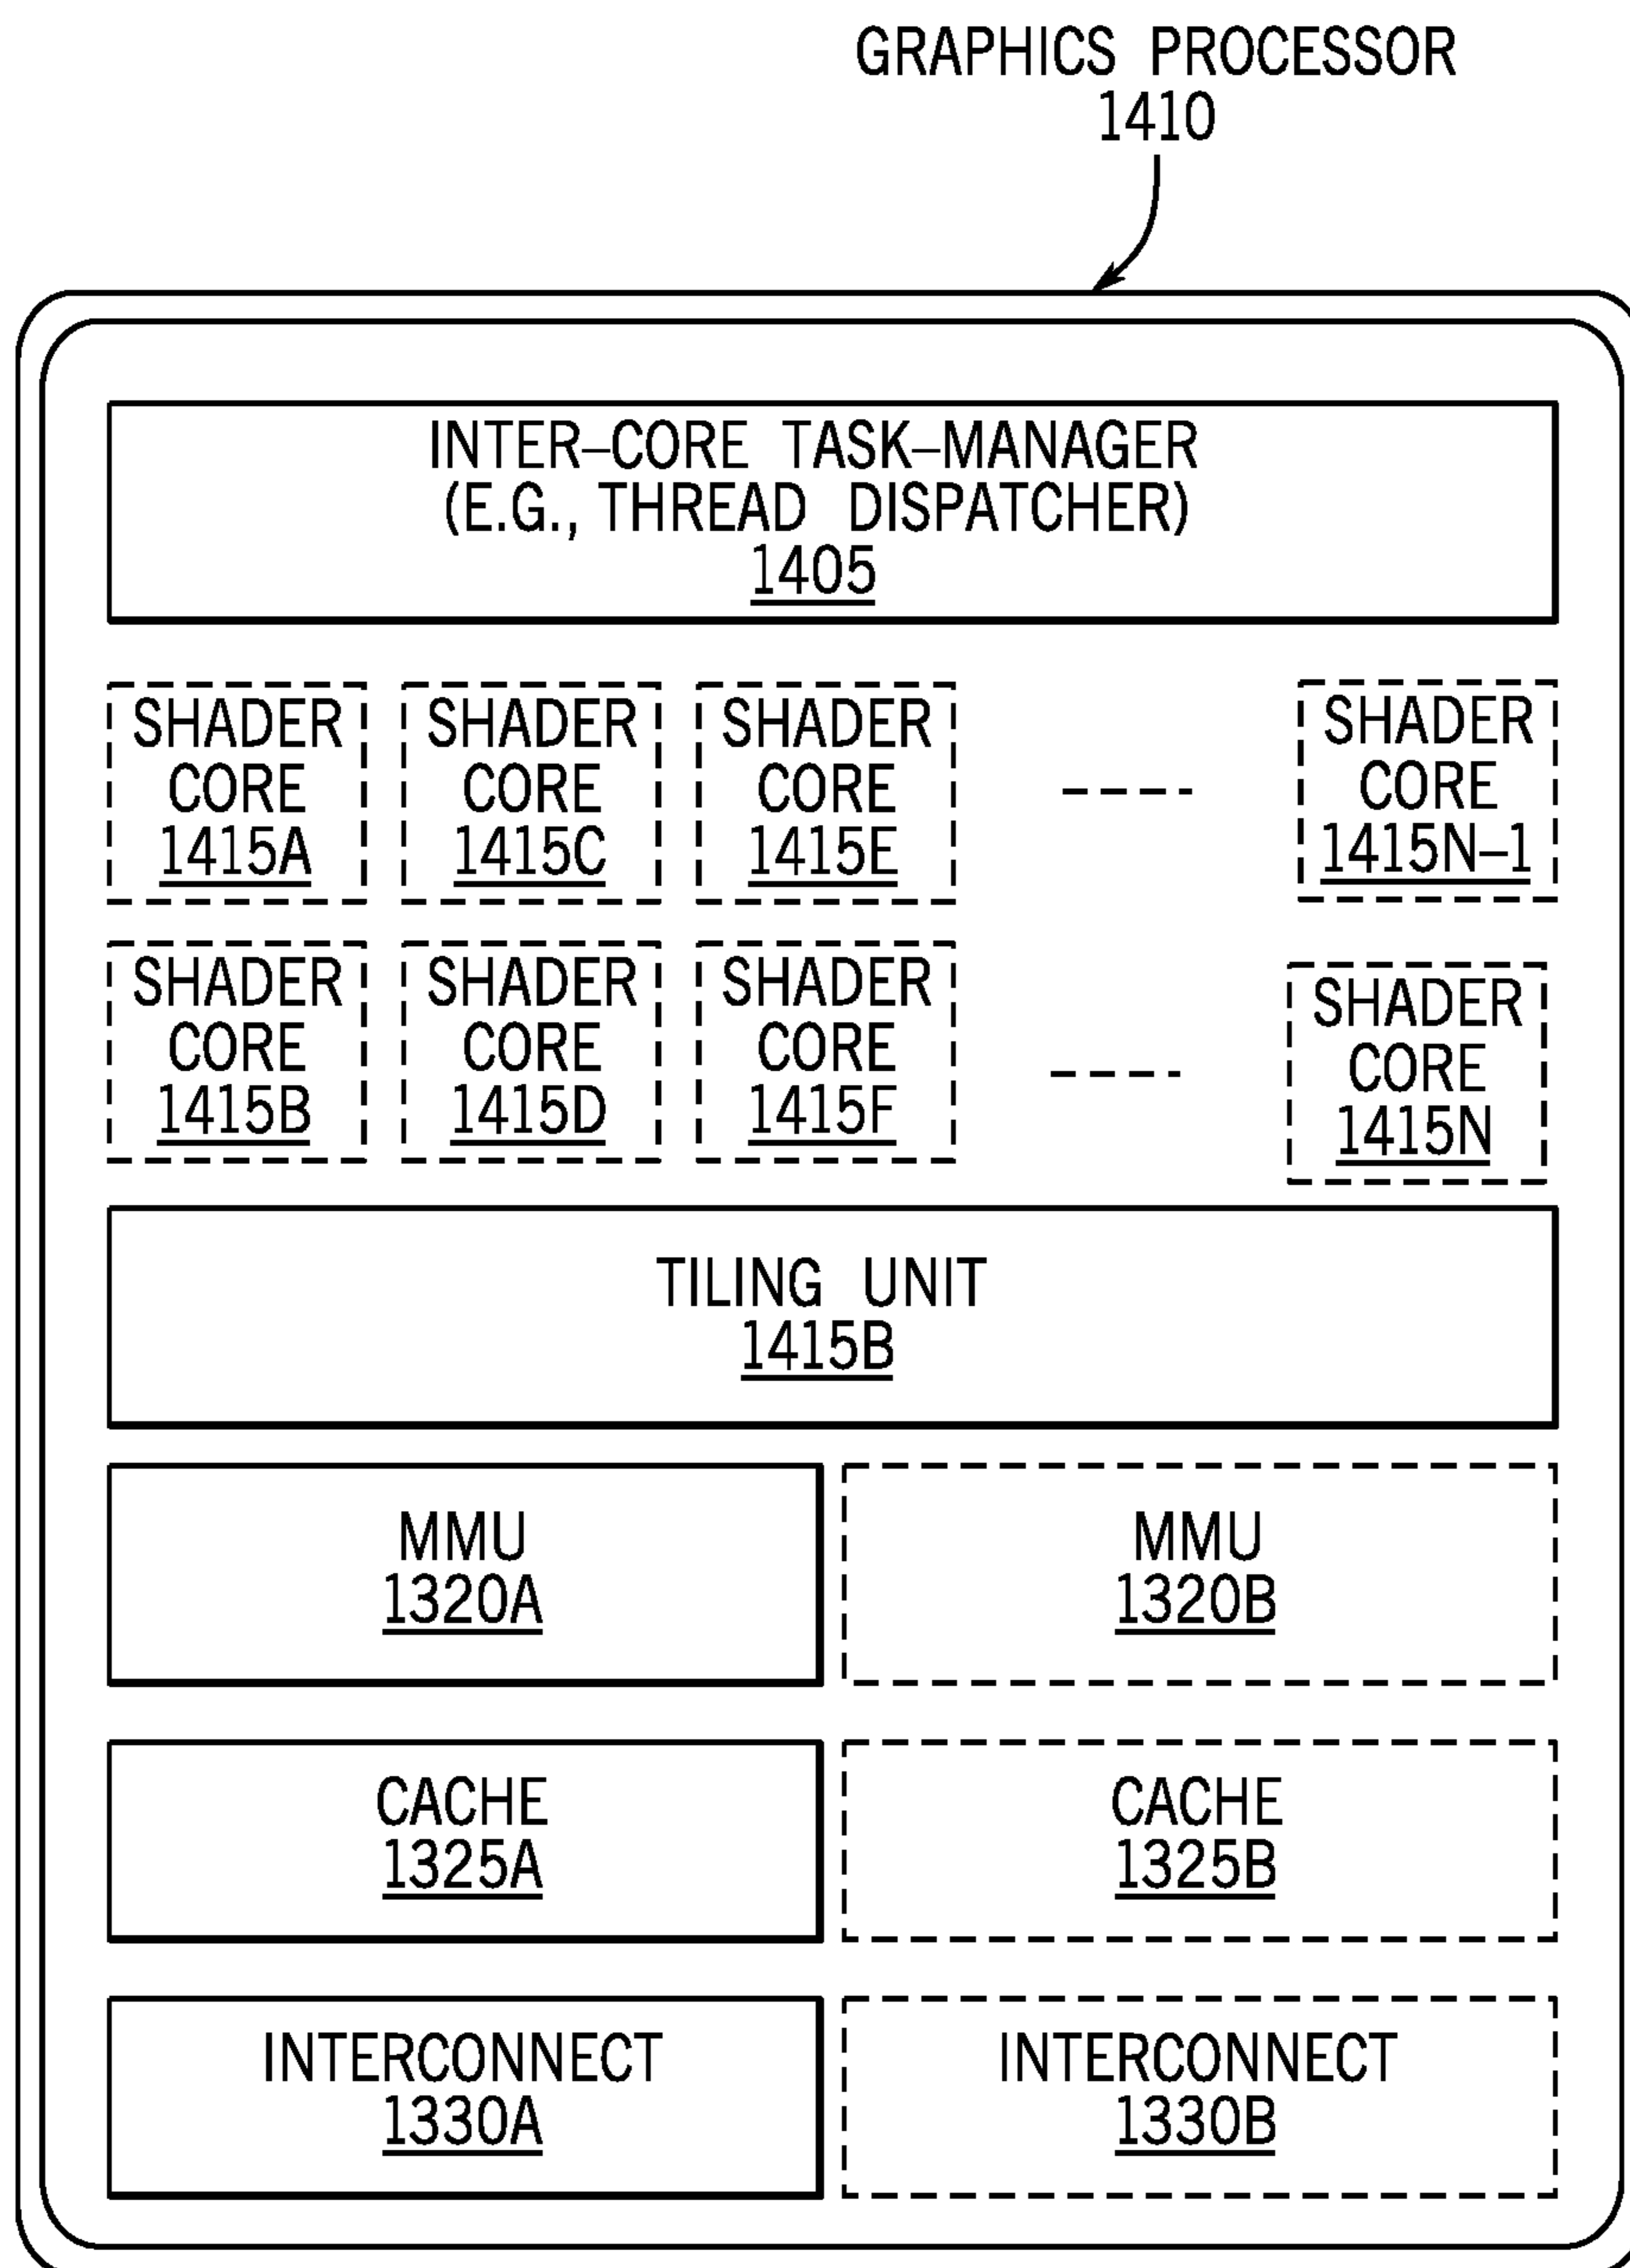 GRAPHICS PROCESSOR
1410
INTER–CORE TASK–MANAGER
(E.G., THREAD DISPATCHER)
1405
SHADER
CORE
1415A
SHADER
CORE
1415C
SHADER
CORE
1415E
SHADER
CORE
1415N–1
SHADER
CORE
1415B
SHADER
CORE
1415D
SHADER
CORE
1415F
SHADER
CORE
1415N
TILING UNIT
1415B
MMU
1320A
MMU
1320B
CACHE
1325A
CACHE
1325B
INTERCONNECT
1330A
INTERCONNECT
1330B